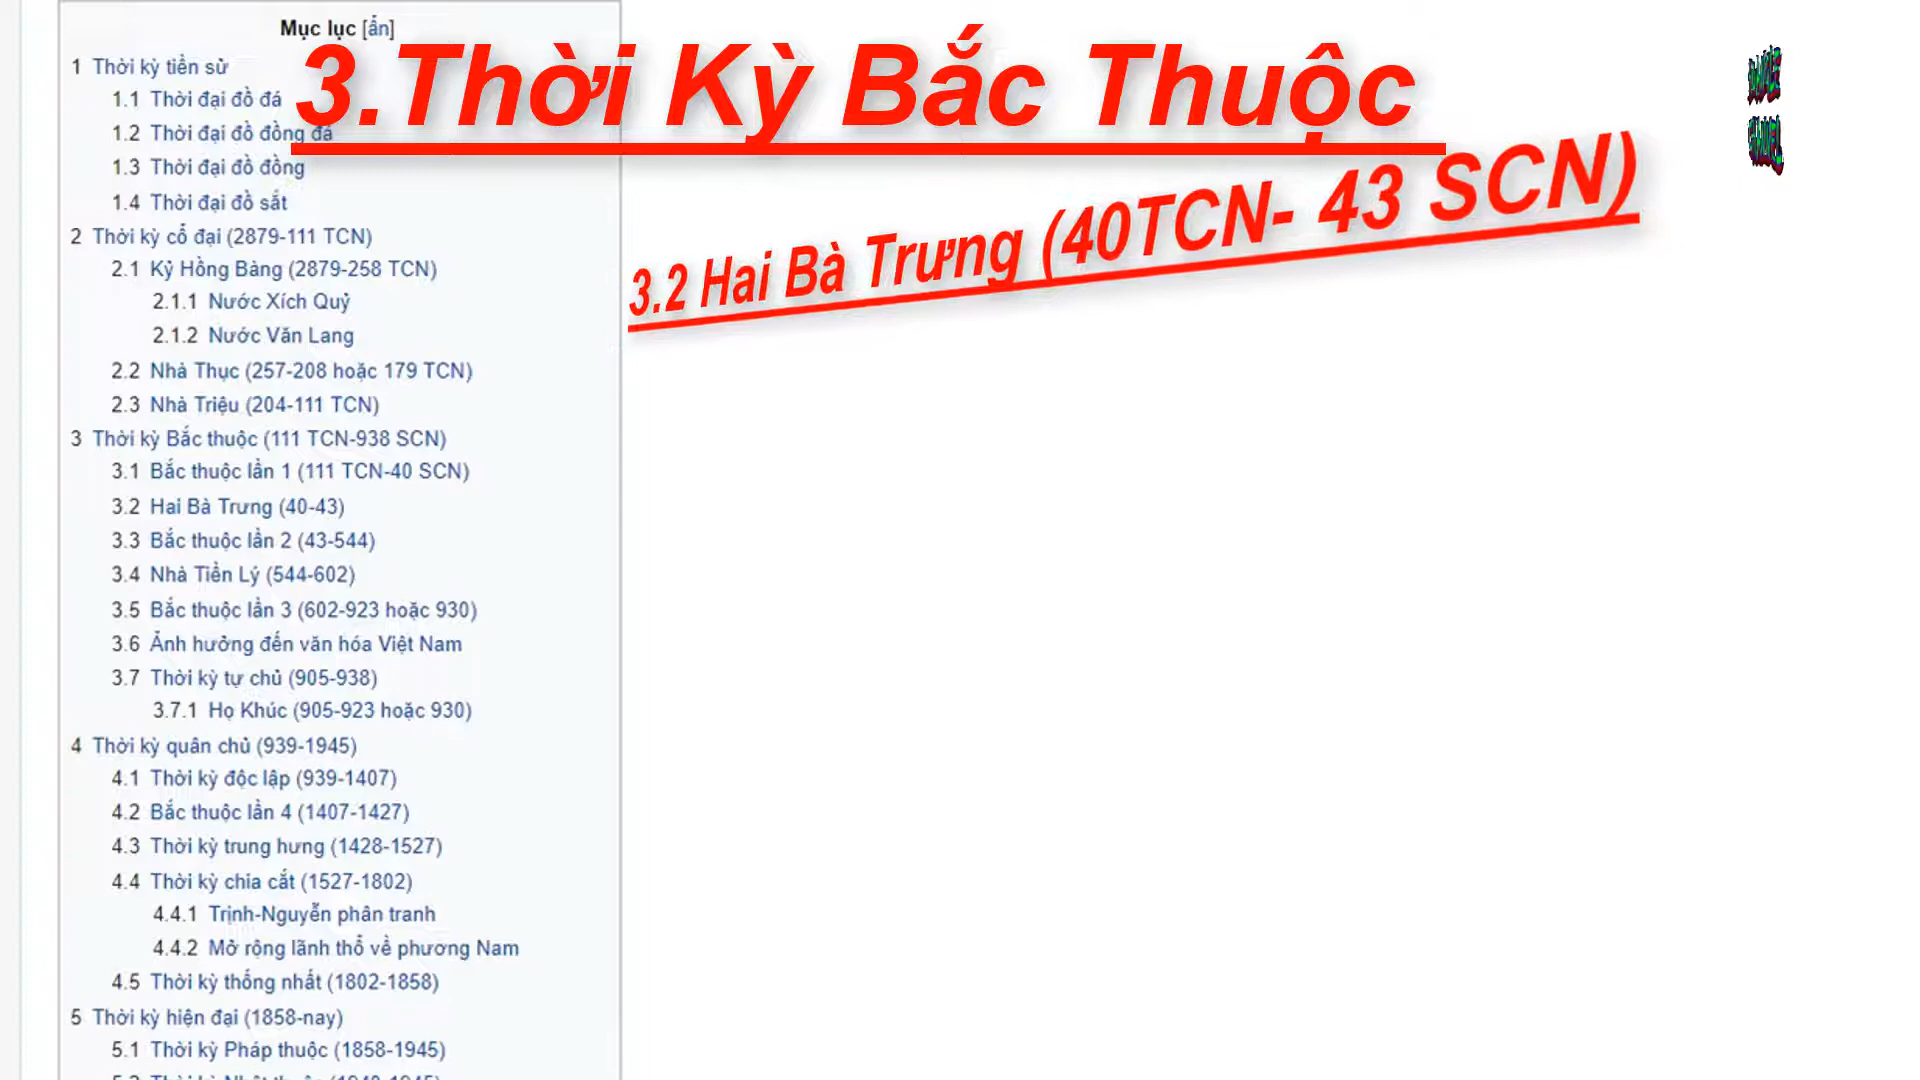 Mục lục [ẩn]
3.Thời Kỳ Bắc Thuộc
3.2 Hai Bà Trưng (40TCN- 43 SCN)
1 Thời kỳ tiền sử
1.1 Thời đại đồ đá
1.2 Thời đại đồ đồng đá
1.3 Thời đại đồ đồng
1.4 Thời đại đồ sắt
2 Thời kỳ cổ đại (2879-111 TCN)
2.1 Kỷ Hồng Bàng (2879-258 TCN)
2.1.1 Nước Xích Quỷ
2.1.2 Nước Văn Lang
2.2 Nhà Thục (257-208 hoặc 179 TCN)
2.3 Nhà Triệu (204-111 TCN)
3 Thời kỳ Bắc thuộc (111 TCN-938 SCN)
3.1 Bắc thuộc lần 1 (111 TCN-40 SCN)
3.2 Hai Bà Trưng (40-43)
3.3 Bắc thuộc lần 2 (43-544)
3.4 Nhà Tiền Lý (544-602)
3.5 Bắc thuộc lần 3 (602-923 hoặc 930)
3.6 Ảnh hưởng đến văn hóa Việt Nam
3.7 Thời kỳ tự chủ (905-938)
3.7.1 Họ Khúc (905-923 hoặc 930)
4 Thời kỳ quân chủ (939-1945)
4.1 Thời kỳ độc lập (939-1407)
4.2 Bắc thuộc lần 4 (1407-1427)
4.3 Thời kỳ trung hưng (1428-1527)
4.4 Thời kỳ chia cắt (1527-1802)
4.4.1 Trịnh-Nguyễn phân tranh
4.4.2 Mở rộng lãnh thổ về phương Nam
4.5 Thời kỳ thống nhất (1802-1858)
5 Thời kỳ hiện đại (1858-nay)
5.1 Thời kỳ Pháp thuộc (1858-1945)